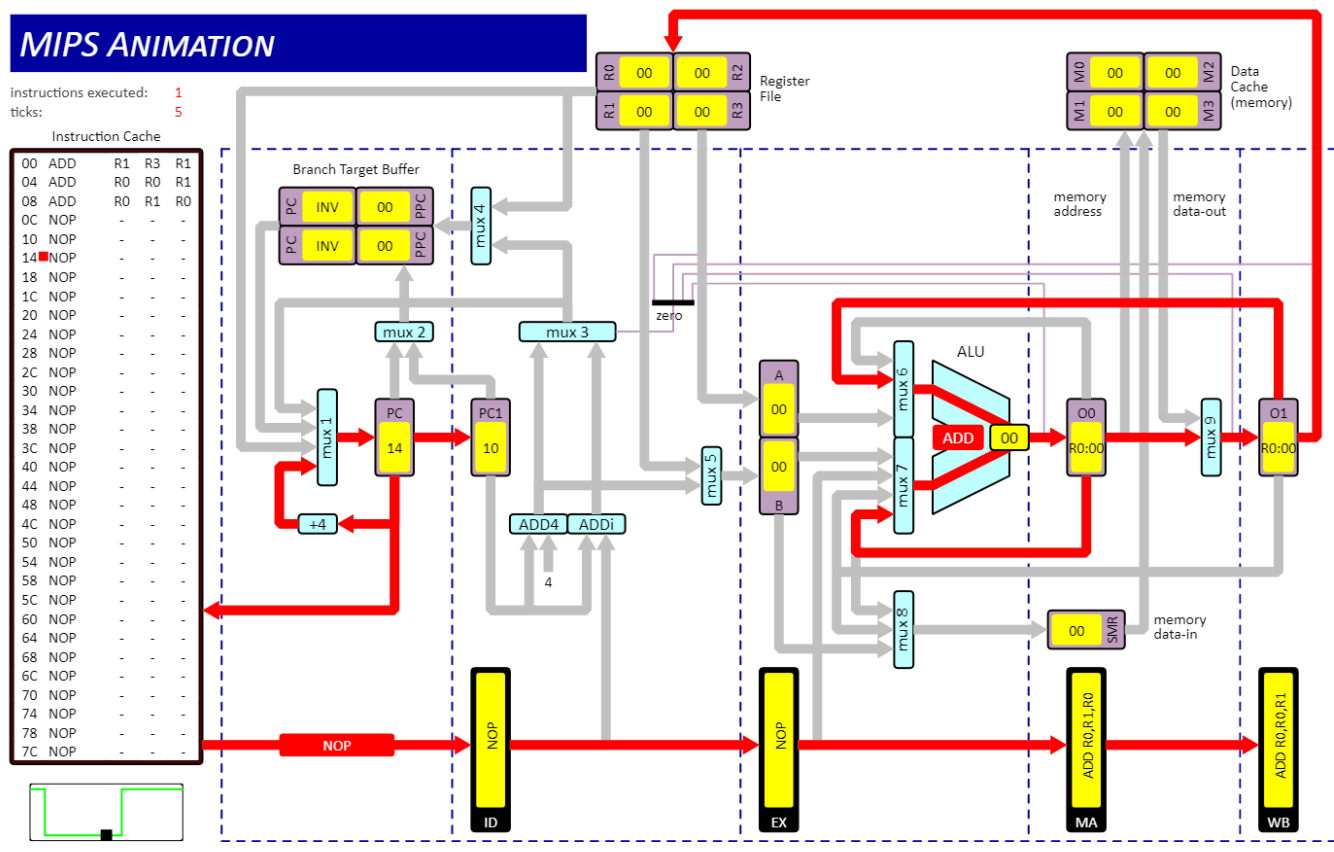 MIPS ANIMATION
instructions executed: 1
ticks: 5
Instruction Cache
00 ADD R1 R3 R1
04 ADD R0 R0 R1
08 ADD R0 R1 R0
0C NOP - - -
10 NOP - - -
14 NOP - - -
18 NOP - - -
1C NOP - - -
20 NOP - - -
24 NOP - - -
28 NOP - - -
2C NOP - - -
30 NOP - - -
34 NOP - - -
38 NOP - - -
3C NOP - - -
40 NOP - - -
44 NOP - - -
48 NOP - - -
4C NOP - - -
50 NOP - - -
54 NOP - - -
58 NOP - - -
5C NOP - - -
60 NOP - - -
64 NOP - - -
68 NOP - - -
6C NOP - - -
70 NOP - - -
74 NOP - - -
78 NOP - - -
7C NOP - - -
R0 00 00 R2
R1 00 00 R3
Register
File
M0 00 00 M2
M1 00 00 M3
Data
Cache
(memory)
Branch Target Buffer
PC INV 00 PPC
PC INV 00 PPC
mux 4
memory
address
memory
data-out
zero
mux 2
mux 3
mux 1
PC
14
PC1
10
+4
ADD4
ADDi
4
mux 5
A
00
00
B
mux 6
mux 7
ALU
ADD
00
O0
R0:00
mux 9
O1
R0:00
mux 8
00 SMR
memory
data-in
NOP
NOP
ID
NOP
EX
ADD R0,R1,R0
MA
ADD R0,R0,R1
WB